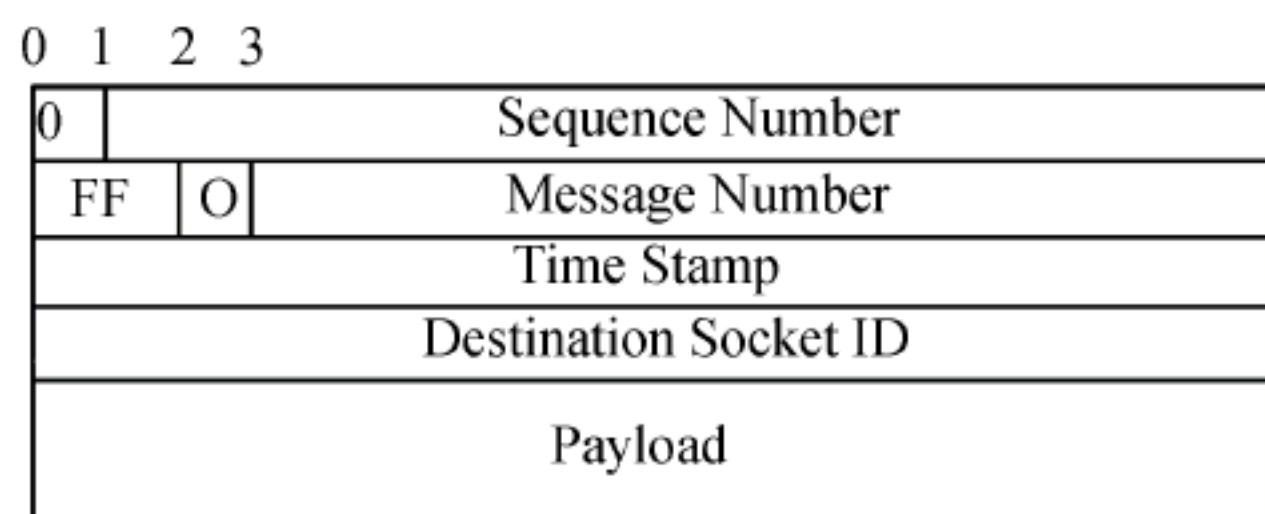 0 1 2 3
0 Sequence Number
FF O Message Number
Time Stamp
Destination Socket ID
Payload